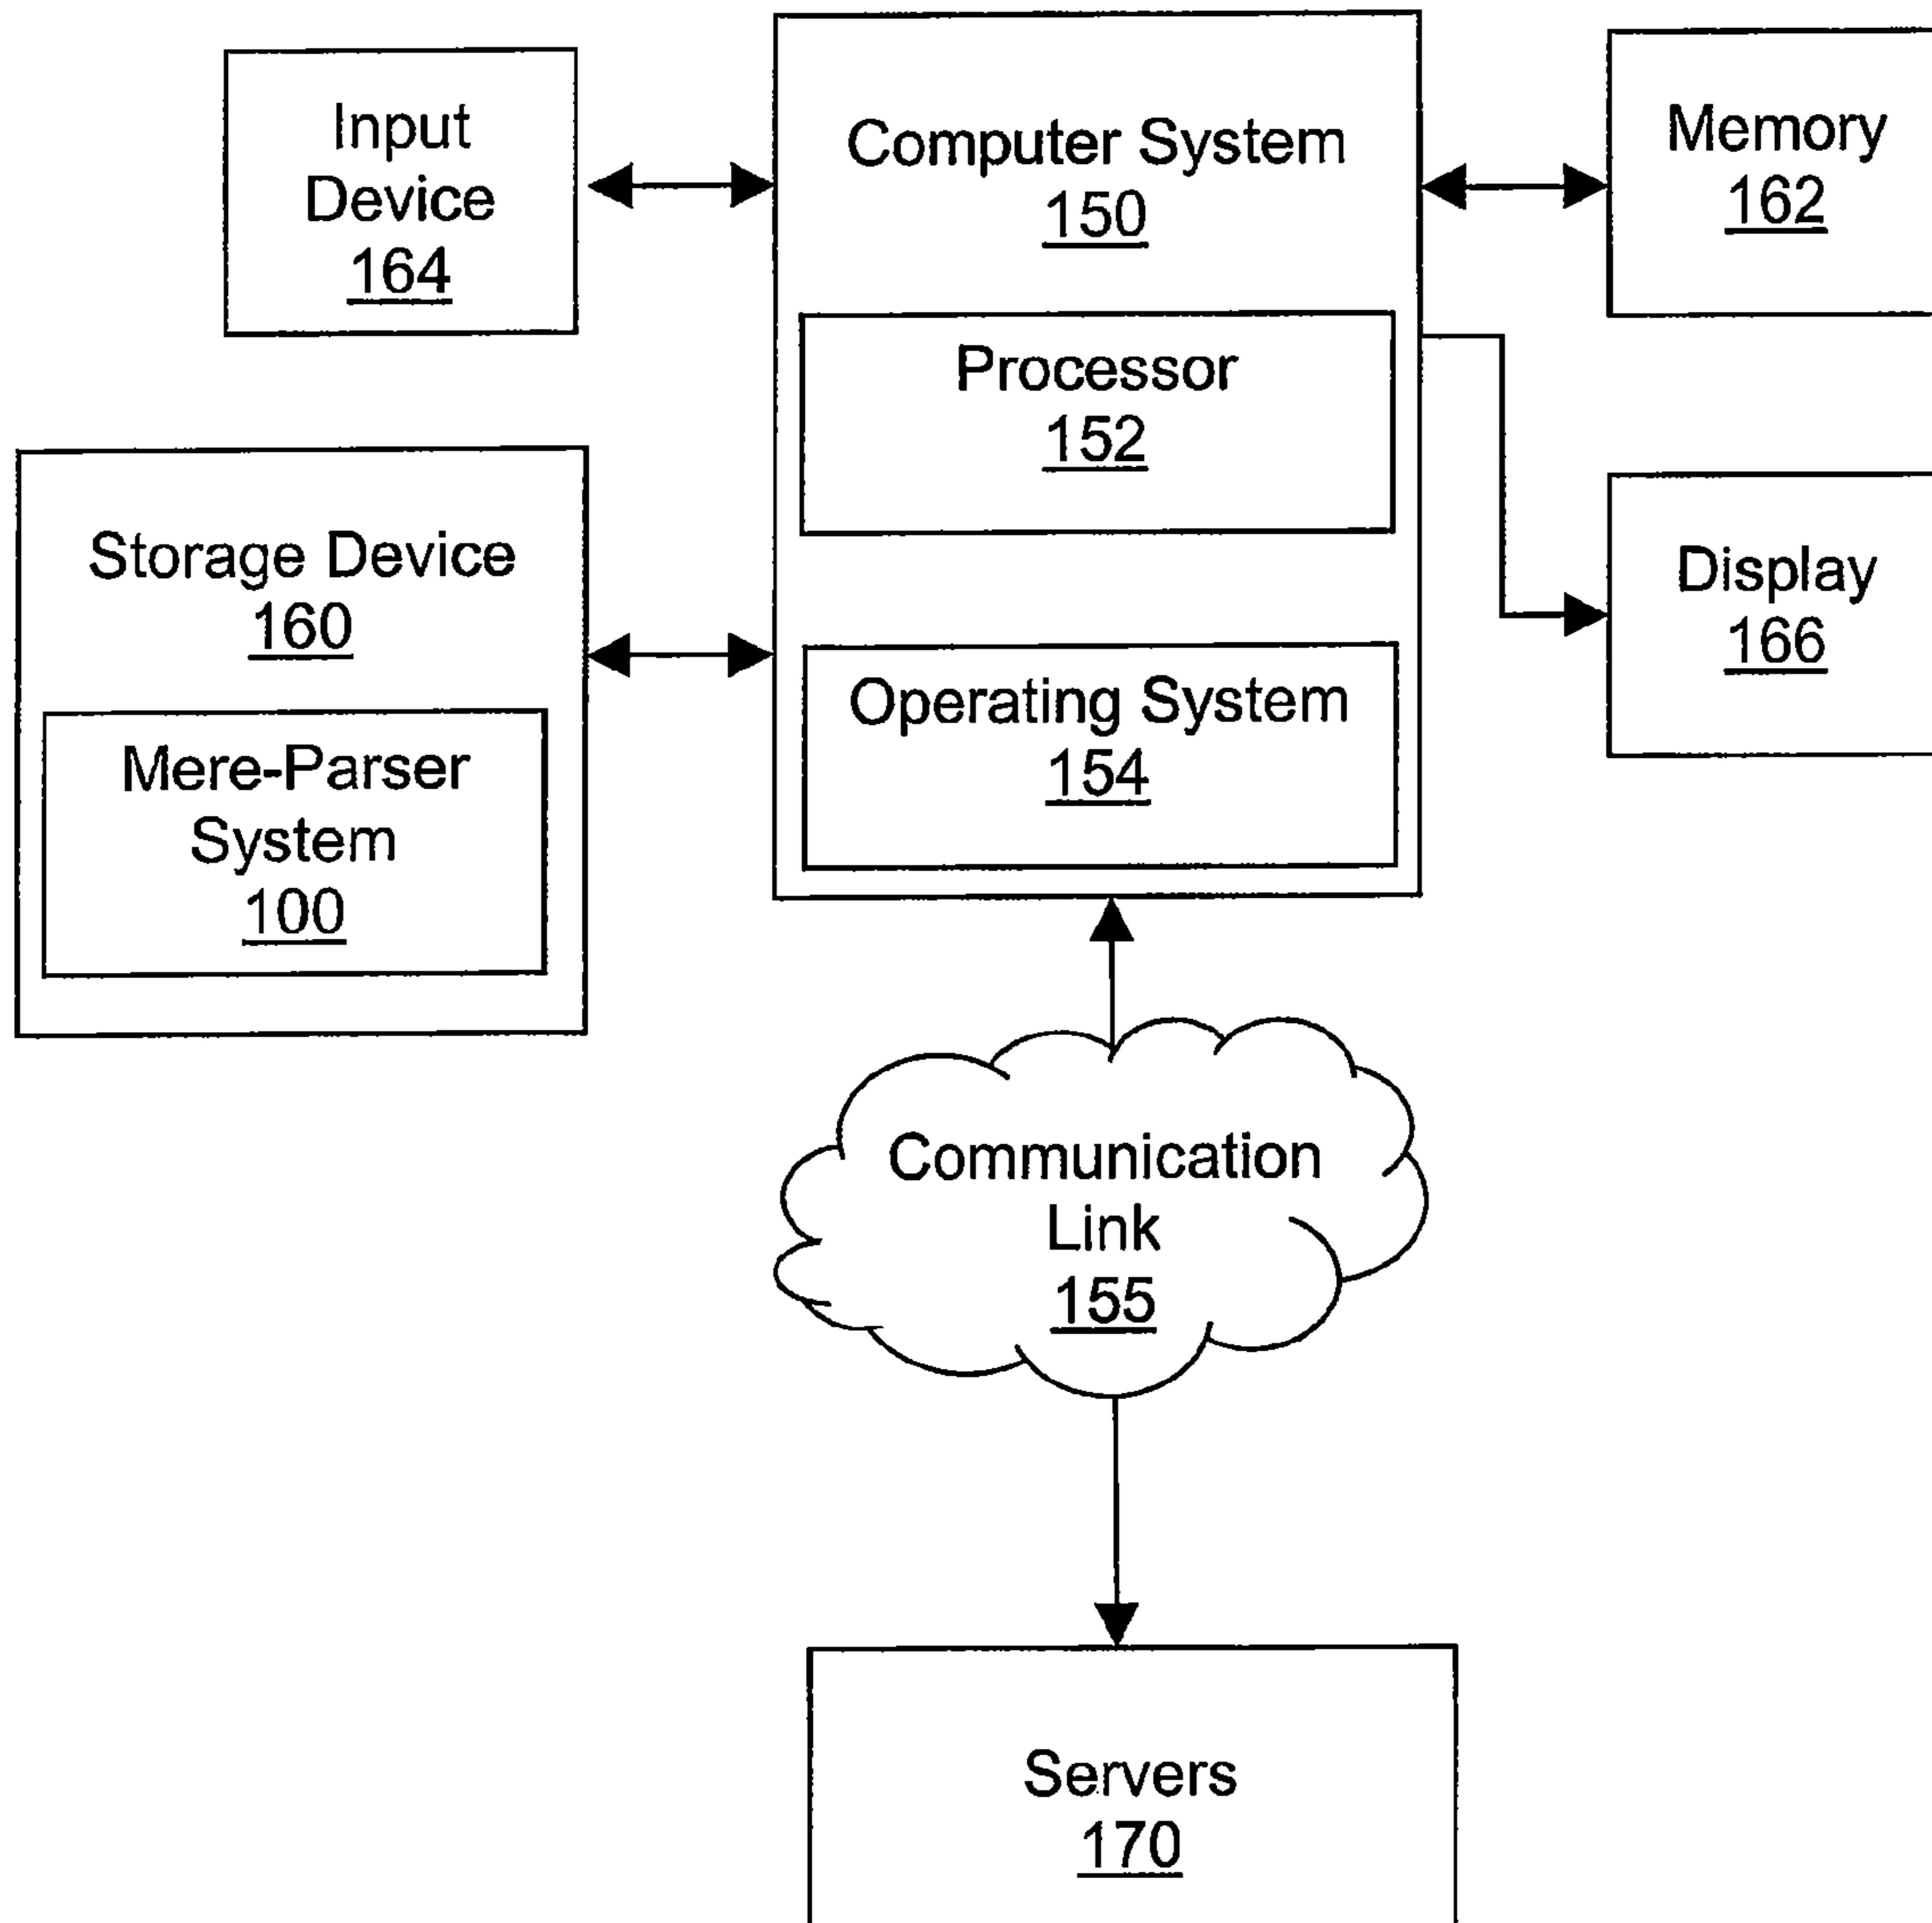 Input
Device
164
Computer System
150
Memory
162
Processor
152
Storage Device
160
Display
166
Operating System
154
Mere-Parser
System
100
Communication
Link
155
Servers
170